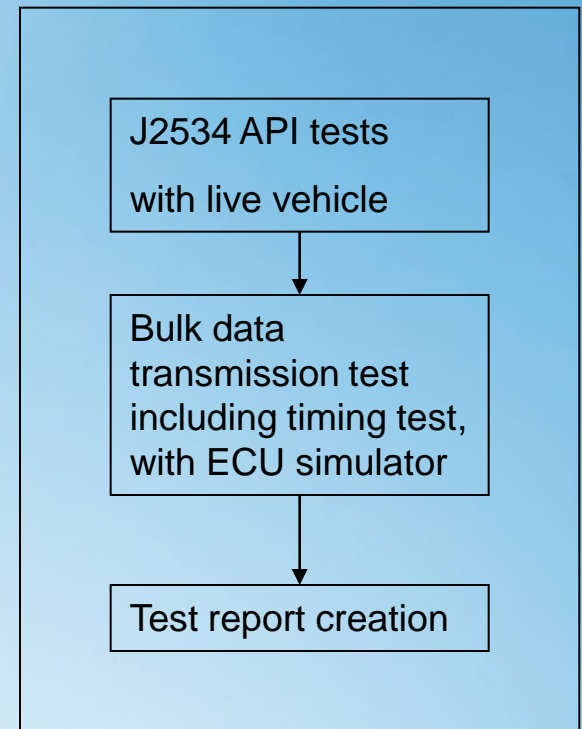 J2534 API tests
with live vehicle
Bulk data
transmission test
including timing test,
with ECU simulator
Test report creation